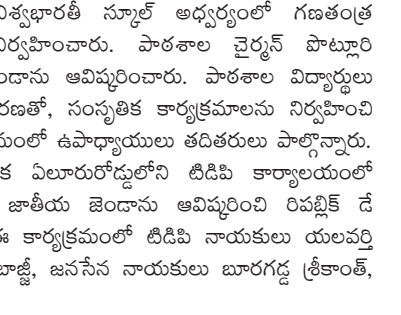 విశ్వభారతీ స్కూల్ అధ్వర్యంలో గణతంత్ర
నిర్వహించారు. పాఠశాల చైర్మన్ పొట్లూరి
ండాను ఆవిష్కరించారు. పాఠశాల విద్యార్థులు
రణతో, సంస్కృతిక కార్యక్రమాలను నిర్వహించి
మంలో ఉపాధ్యాయులు తదితరులు పాల్గొన్నారు.
క ఏలూరురోడ్డులోని టిడిపి కార్యాలయంలో
జాతీయ జెండాను ఆవిష్కరించి రిపబ్లిక్ డే
ఈ కార్యక్రమంలో టిడిపి నాయకులు యలవర్తి
బాజ్జీ, జనసేన నాయకులు బూరగడ్డ శ్రీకాంత్,